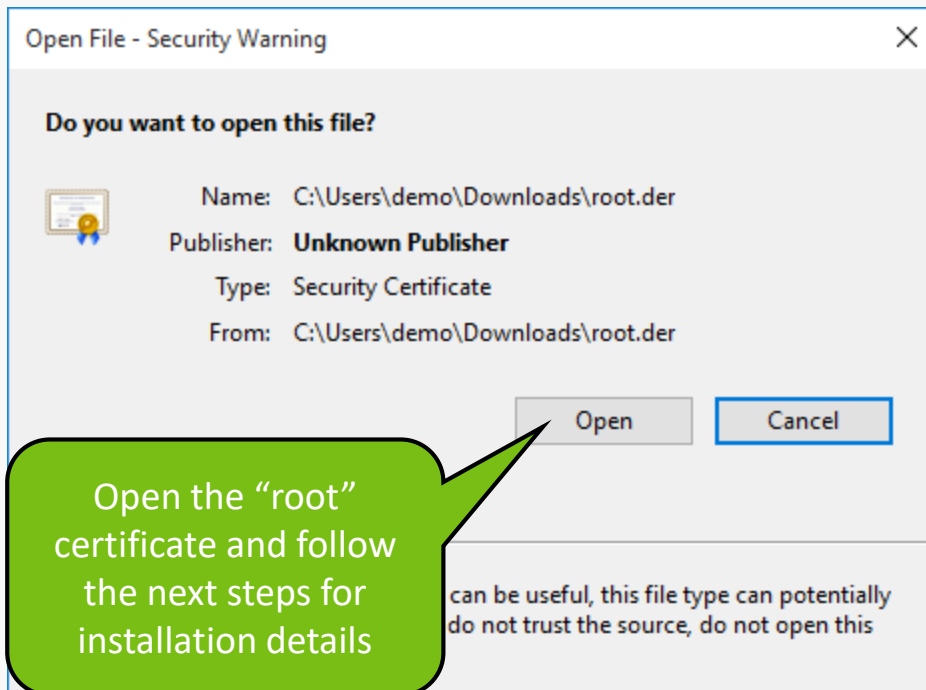 Open File - Security Warning
Do you want to open this file?
Name: C:\Users\demo\Downloads\root.der
Publisher: Unknown Publisher
Type: Security Certificate
From: C:\Users\demo\Downloads\root.der
Open Cancel
Open the “root”
certificate and follow
the next steps for
installation details
can be useful, this file type can potentially
do not trust the source, do not open this